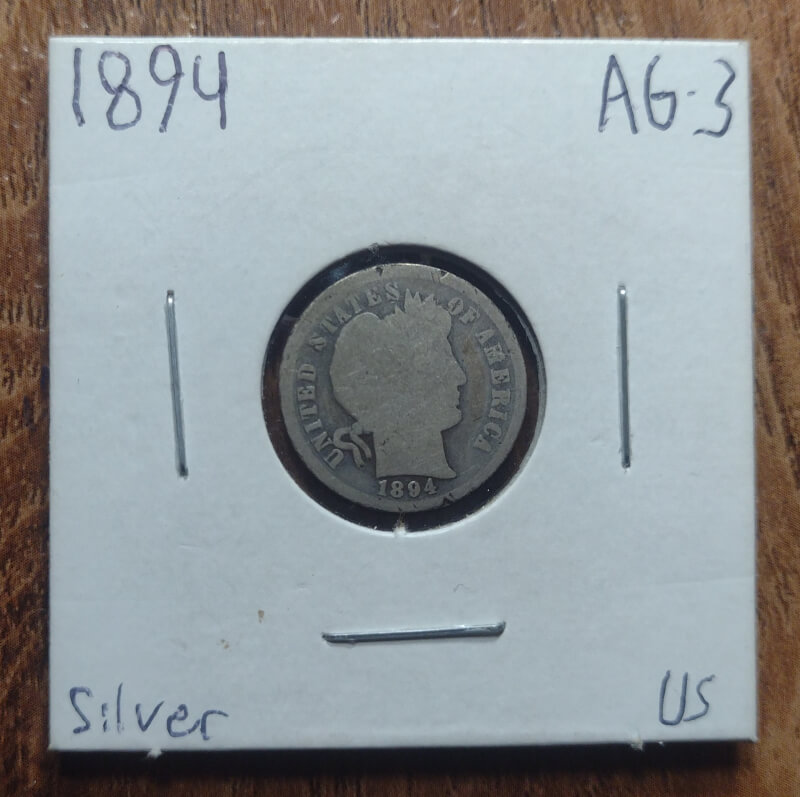 1894
AG-3
UNITED STATES OF AMERICA
1894
Silver
US